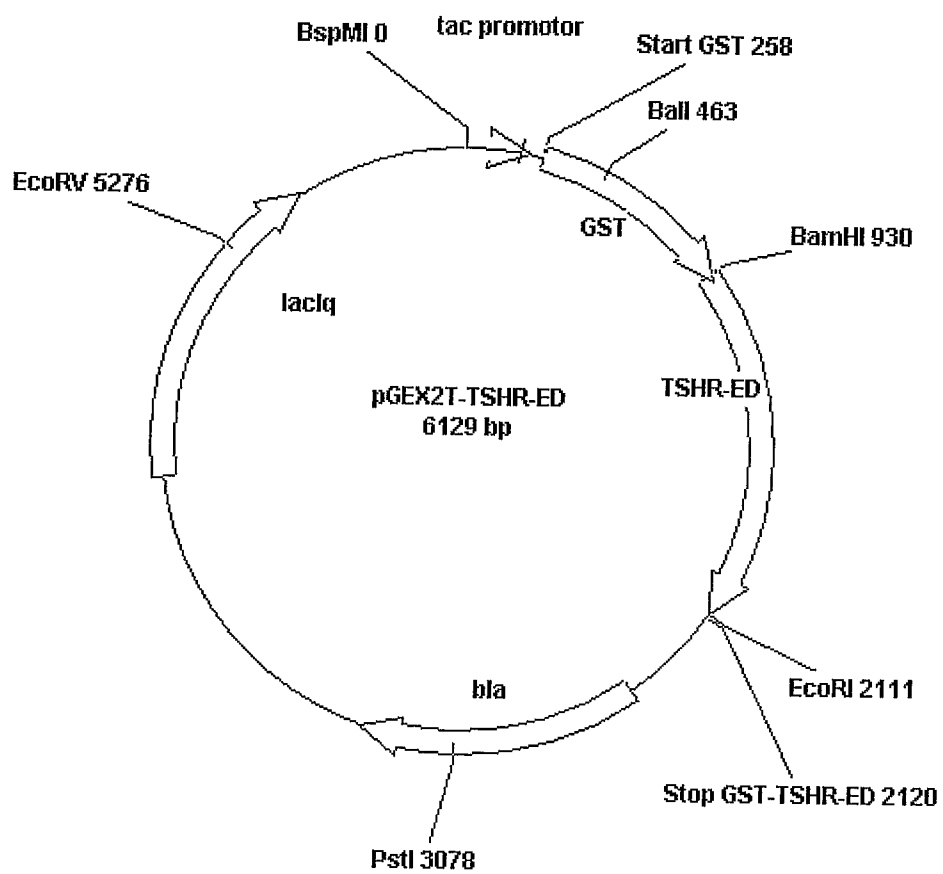 BspMI 0
tac promotor
Start GST 258
Ball 463
EcoRV 5276
GST
BamHI 930
lacIq
TSHR-ED
pGEX2T-TSHR-ED
6129 bp
EcoRI 2111
bla
Stop GST-TSHR-ED 2120
PstI 3078